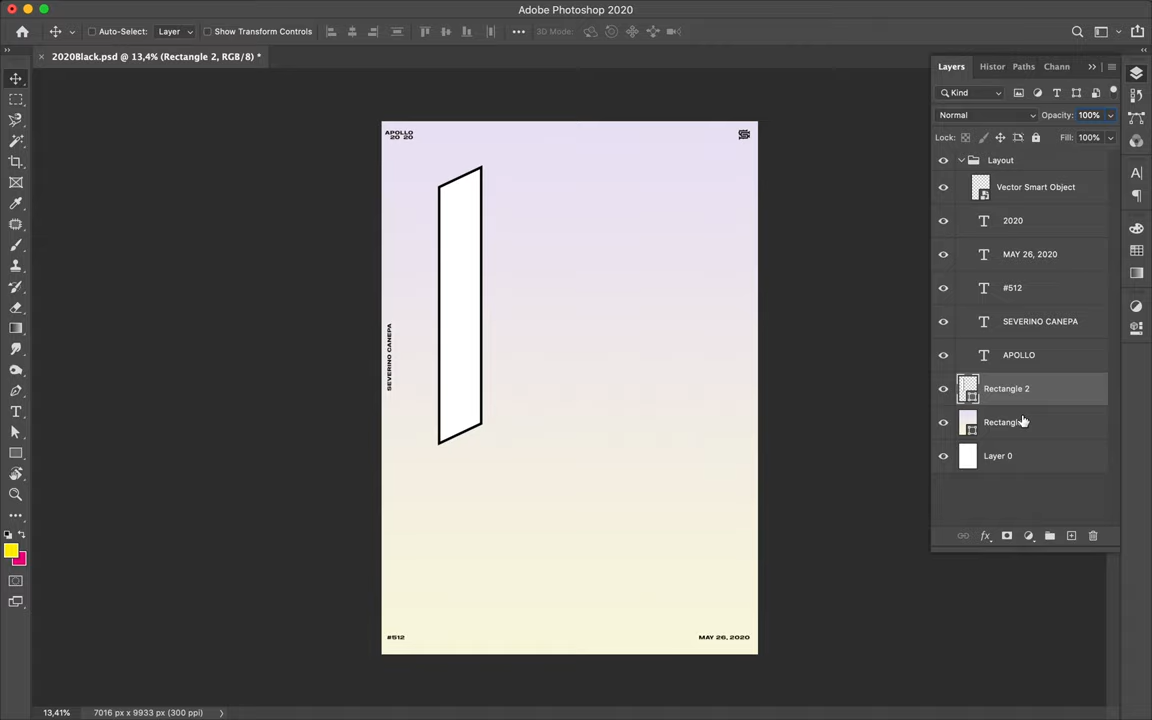 Adobe Photoshop 2020
Auto-Select:
Layer
Show Transform Controls
3D Mode:
2020Black.psd @ 13,4% (Rectangle 2, RGB/8) *
Layers
Histor
Paths
Chann
Kind
Normal
Opacity:
100%
Lock:
Fill:
100%
Layout
Vector Smart Object
2020
MAY 26, 2020
#512
SEVERINO CANEPA
APOLLO
Rectangle 2
Rectangl
Layer 0
APOLLO
20 20
SEVERINO CANEPA
#512
MAY 26, 2020
13,41%
7016 px x 9933 px (300 ppi)